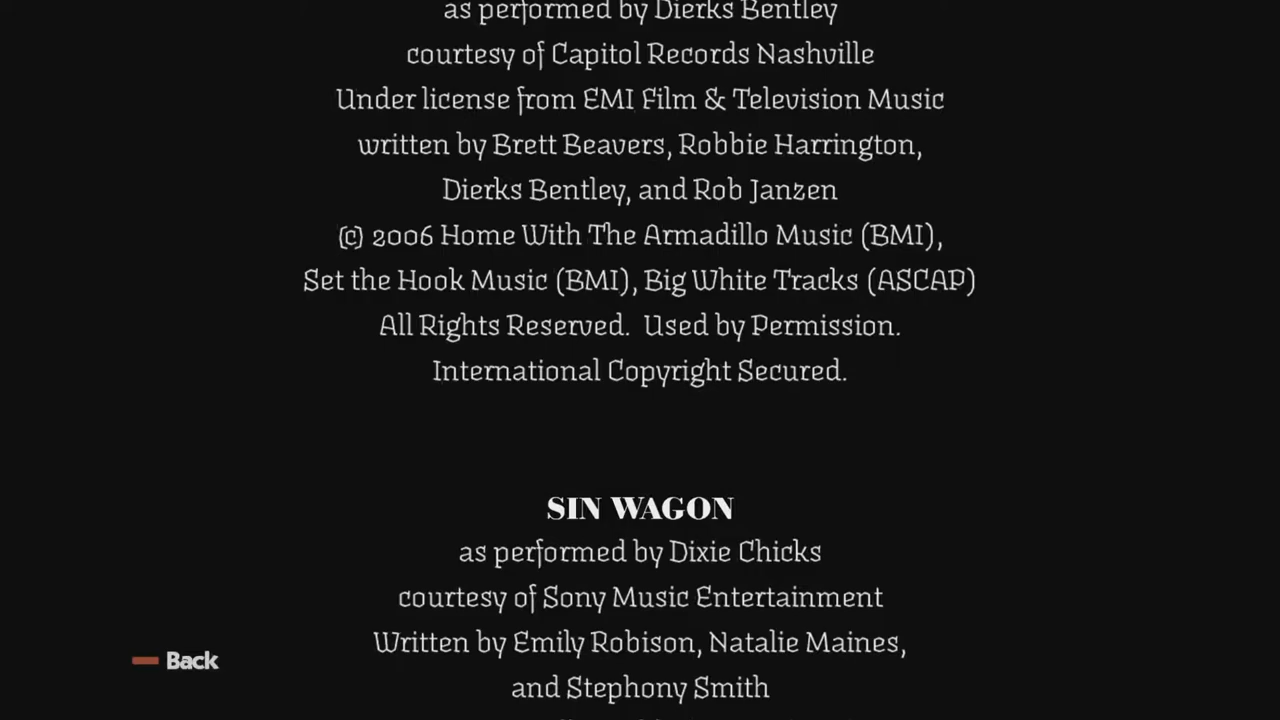 as performed by Dierks Bentley
courtesy of Capitol Records Nashville
Under license from EMI Film & Television Music
written by Brett Beavers, Robbie Harrington,
Dierks Bentley, and Rob Janzen
(c) 2006 Home With The Armadillo Music (BMI),
Set the Hook Music (BMI), Big White Tracks (ASCAP)
All Rights Reserved.  Used by Permission.
International Copyright Secured.
SIN WAGON
as performed by Dixie Chicks
courtesy of Sony Music Entertainment
Written by Emily Robison, Natalie Maines,
Back
and Stephony Smith